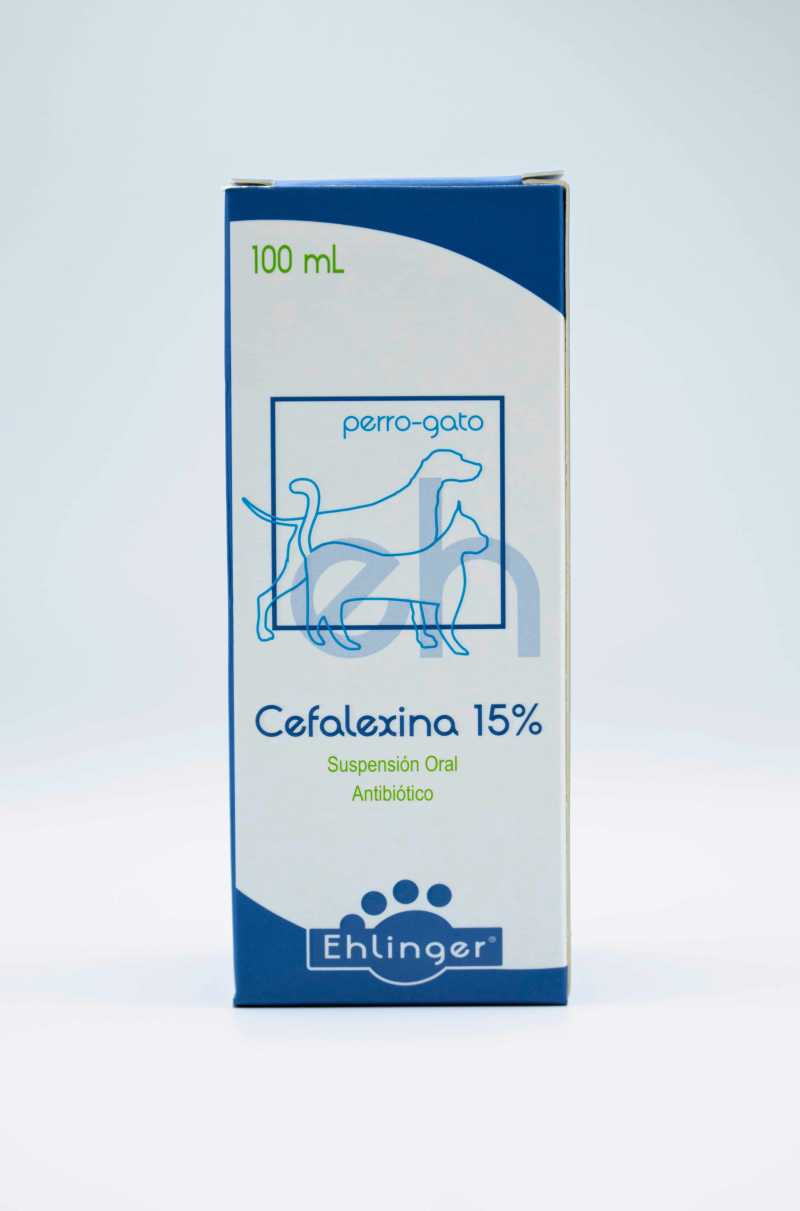 100 mL
perro-gato
eh
Cefalexina 15%
Suspensión Oral
Antibiótico
Ehlinger®